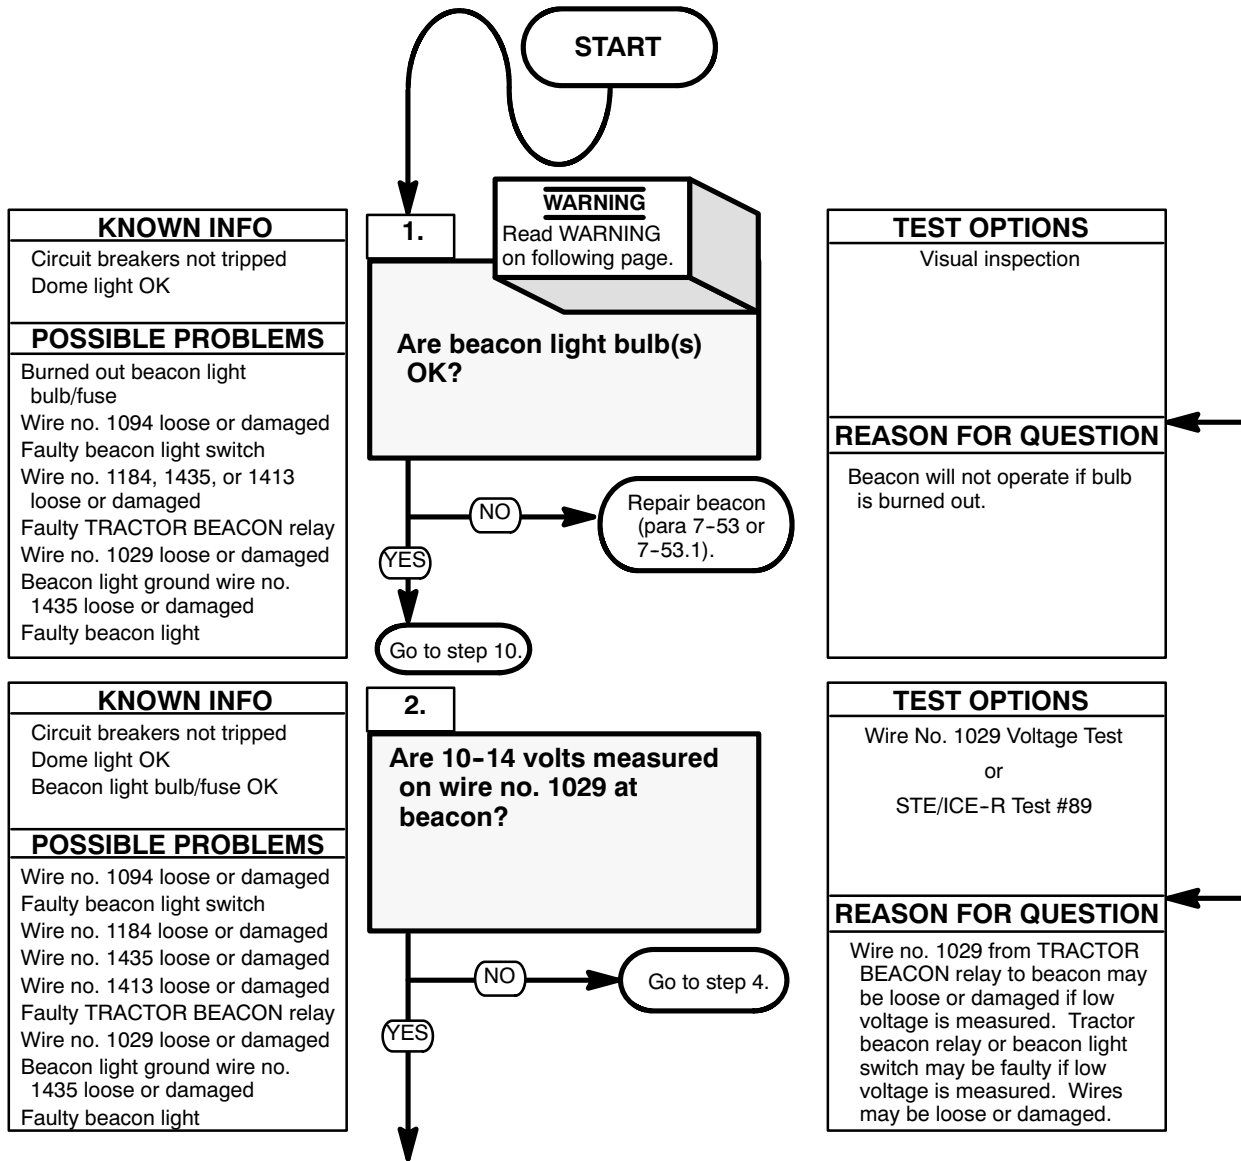 START
WARNING
Read WARNING
on following page.
KNOWN INFO
Circuit breakers not tripped
Dome light OK
POSSIBLE PROBLEMS
Burned out beacon light
bulb/fuse
Wire no. 1094 loose or damaged
Faulty beacon light switch
Wire no. 1184, 1435, or 1413
loose or damaged
Faulty TRACTOR BEACON relay
Wire no. 1029 loose or damaged
Beacon light ground wire no.
1435 loose or damaged
Faulty beacon light
1.
Are beacon light bulb(s)
OK?
NO
Repair beacon
(para 7-53 or
7-53.1).
YES
Go to step 10.
TEST OPTIONS
Visual inspection
REASON FOR QUESTION
Beacon will not operate if bulb
is burned out.
KNOWN INFO
Circuit breakers not tripped
Dome light OK
Beacon light bulb/fuse OK
POSSIBLE PROBLEMS
Wire no. 1094 loose or damaged
Faulty beacon light switch
Wire no. 1184 loose or damaged
Wire no. 1435 loose or damaged
Wire no. 1413 loose or damaged
Faulty TRACTOR BEACON relay
Wire no. 1029 loose or damaged
Beacon light ground wire no.
1435 loose or damaged
Faulty beacon light
2.
Are 10-14 volts measured
on wire no. 1029 at
beacon?
NO
Go to step 4.
YES
TEST OPTIONS
Wire No. 1029 Voltage Test
or
STE/ICE-R Test #89
REASON FOR QUESTION
Wire no. 1029 from TRACTOR
BEACON relay to beacon may
be loose or damaged if low
voltage is measured. Tractor
beacon relay or beacon light
switch may be faulty if low
voltage is measured. Wires
may be loose or damaged.